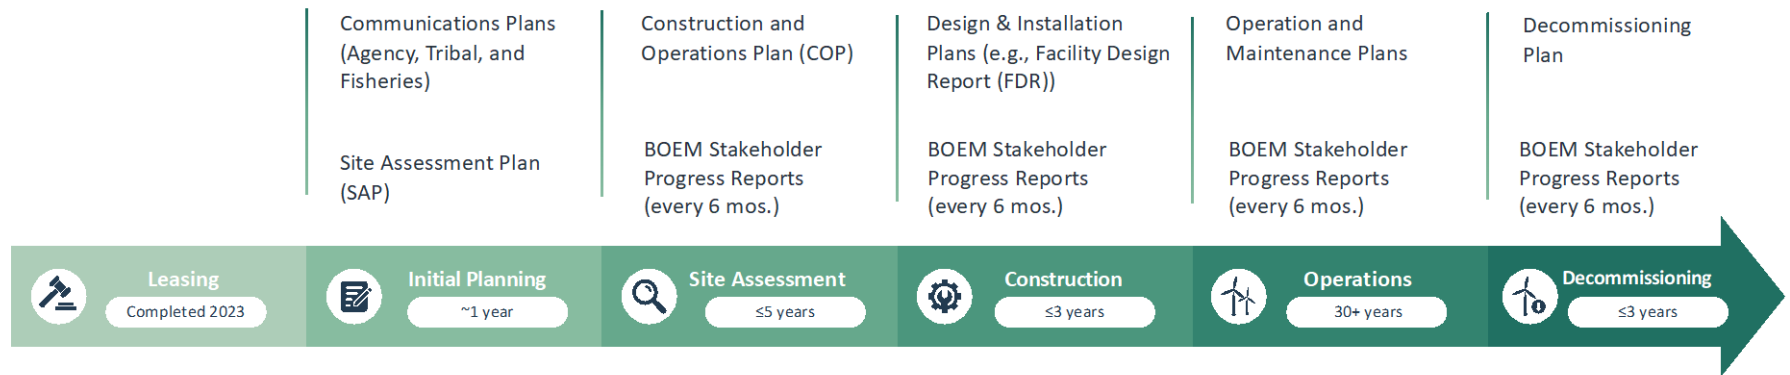 Communications Plans
(Agency, Tribal, and
Fisheries)
Site Assessment Plan
(SAP)
Construction and
Operations Plan (COP)
BOEM Stakeholder
Progress Reports
(every 6 mos.)
Design & Installation
Plans (e.g., Facility Design
Report (FDR))
BOEM Stakeholder
Progress Reports
(every 6 mos.)
Operation and
Maintenance Plans
BOEM Stakeholder
Progress Reports
(every 6 mos.)
Decommissioning
Plan
BOEM Stakeholder
Progress Reports
(every 6 mos.)
Leasing
Completed 2023
Initial Planning
~1 year
Site Assessment
≤5 years
Construction
≤3 years
Operations
30+ years
Decommissioning
≤3 years